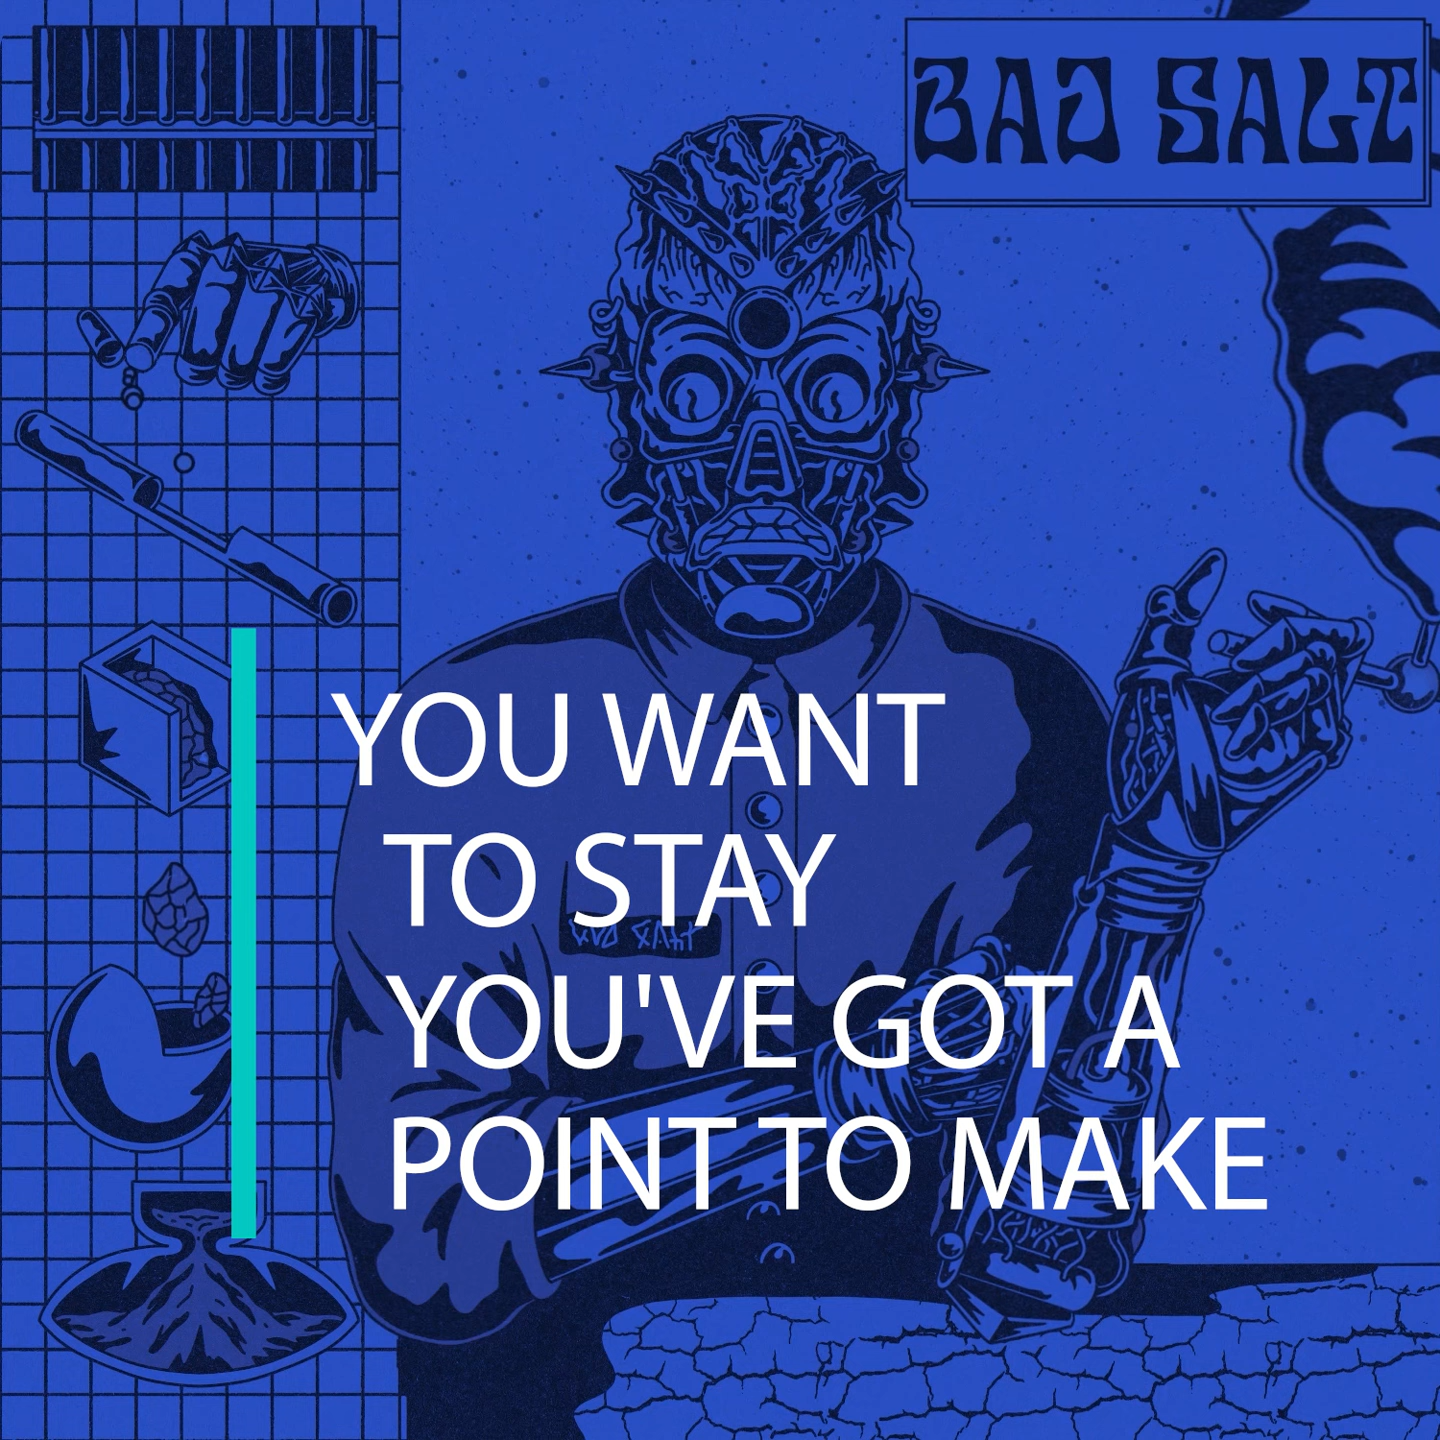 BAD SALT
YOU WANT
TO STAY
YOU'VE GOT A
POINT TO MAKE